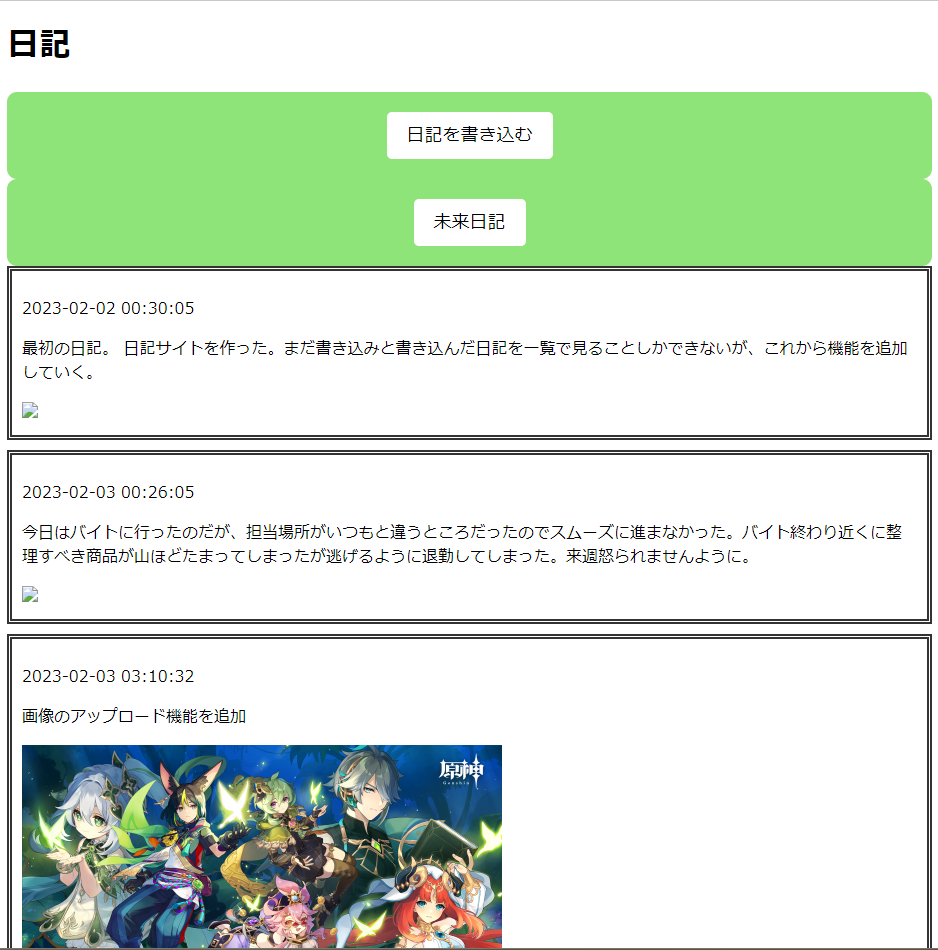 日記
日記を書き込む
未来日記
2023-02-02 00:30:05
最初の日記。 日記サイトを作った。まだ書き込みと書き込んだ日記を一覧で見ることしかできないが、これから機能を追加
していく。
2023-02-03 00:26:05
今日はバイトに行ったのだが、担当場所がいつもと違うところだったのでスムーズに進まなかった。バイト終わり近くに整
理すべき商品が山ほどたまってしまったが逃げるように退勤してしまった。来週怒られませんように。
2023-02-03 03:10:32
画像のアップロード機能を追加
原神
Genshin